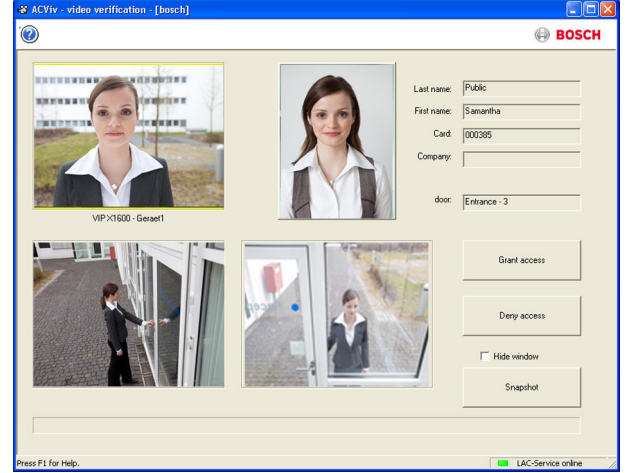 ACViv - video verification - [bosch]
BOSCH
Last name: Public
First name: Samantha
Card: 000385
Company:
door: Entrance - 3
VIP X1600 - Geraet1
Grant access
Deny access
Hide window
Snapshot
Press F1 for Help.
LAC-Service online